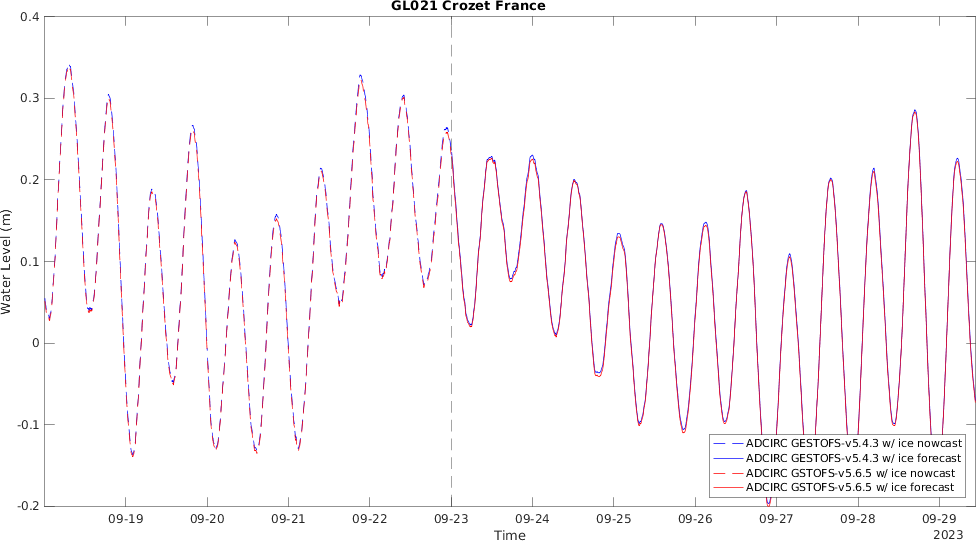 GL021 Crozet France
0.4
0.3
0.2
0.1
0
-0.1
-0.2
Water Level (m)
09-19 09-20 09-21 09-22 09-23 09-24 09-25 09-26 09-27 09-28 09-29
2023
Time
ADCIRC GESTOFS-v5.4.3 w/ ice nowcast
ADCIRC GESTOFS-v5.4.3 w/ ice forecast
ADCIRC GSTOFS-v5.6.5 w/ ice nowcast
ADCIRC GSTOFS-v5.6.5 w/ ice forecast